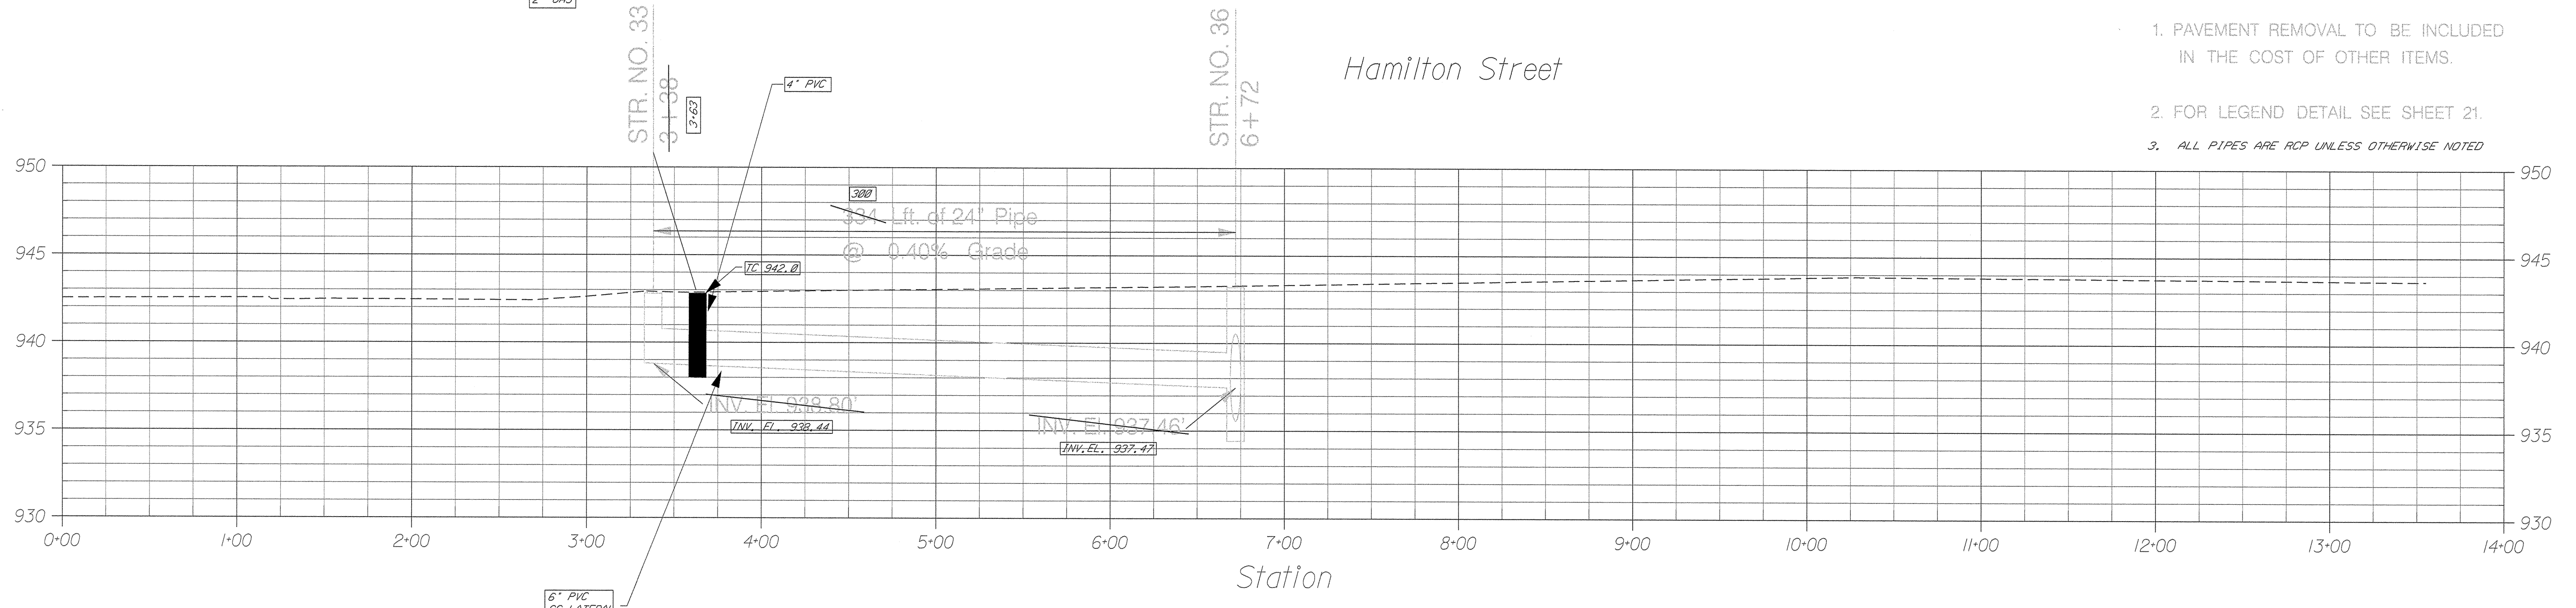 2" GAS
STR. NO. 33
3+38
3+63
4" PVC
STR. NO. 36
6+72
Hamilton Street
1. PAVEMENT REMOVAL TO BE INCLUDED
IN THE COST OF OTHER ITEMS.
2. FOR LEGEND DETAIL SEE SHEET 21.
3. ALL PIPES ARE RCP UNLESS OTHERWISE NOTED
950
950
300
334 Lft. of 24" Pipe
@ 0.40% Grade
945
945
TC 942.0
940
940
INV. El. 938.80'
INV. El. 938.44
935
935
INV. El. 937.46'
INV.EL. 937.47
930
930
0+00 1+00 2+00 3+00 4+00 5+00 6+00 7+00 8+00 9+00 10+00 11+00 12+00 13+00 14+00
Station
6" PVC